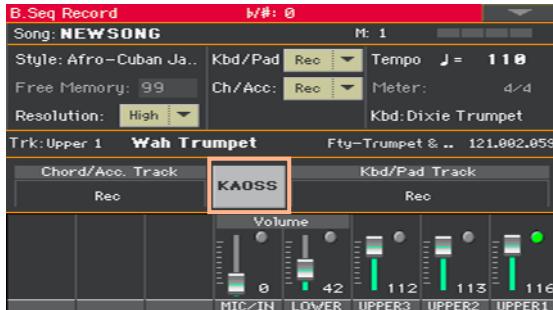 B.Seq Record ♭/#: 0
Song: NEWSONG M: 1
Style: Afro-Cuban Ja.. Kbd/Pad Rec Tempo ♩ = 110
Free Memory: 99 Ch/Acc: Rec Meter: 4/4
Resolution: High Kbd: Dixie Trumpet
Trk: Upper 1 Wah Trumpet Fty-Trumpet & .. 121.002.059
Chord/Acc. Track KAOSS Kbd/Pad Track
Rec Rec
Volume
0 42 112 113 116
MIC/IN LOWER UPPER3 UPPER2 UPPER1